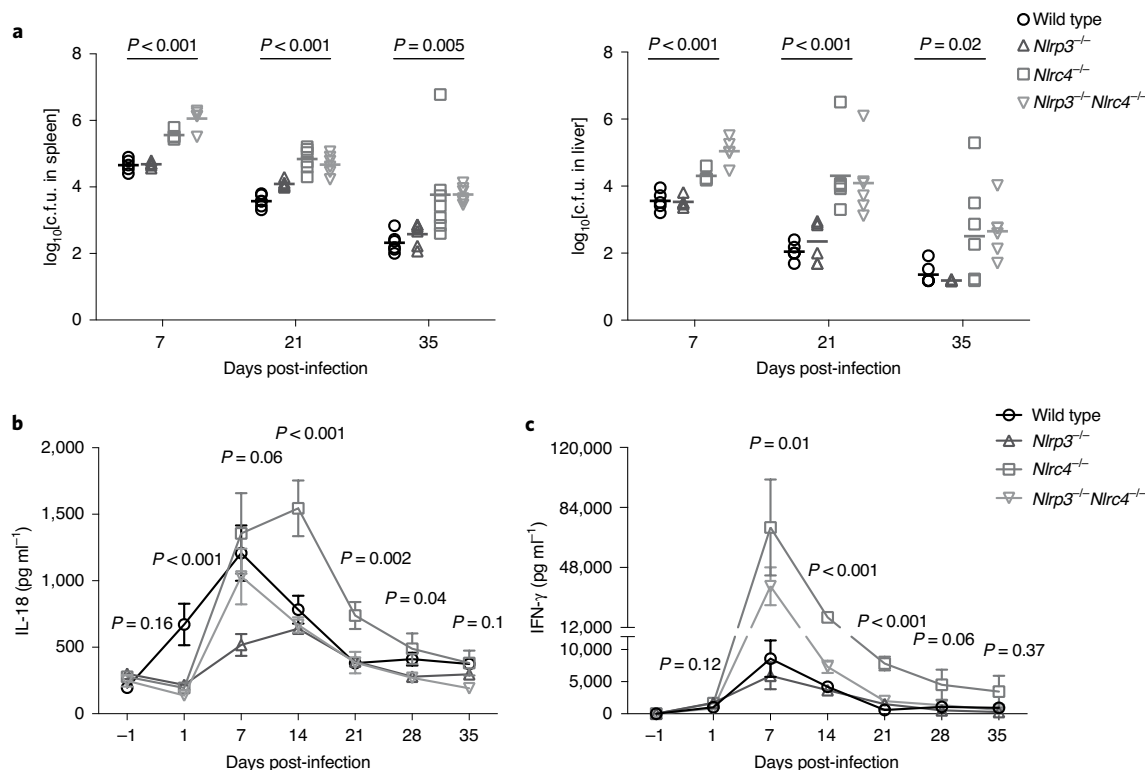 a
P < 0.001
P < 0.001
P = 0.005
8
6
4
2
0
log10[c.f.u. in spleen]
7
21
35
Days post-infection
P < 0.001
P < 0.001
P = 0.02
8
6
4
2
0
log10[c.f.u. in liver]
7
21
35
Days post-infection
Wild type
Nlrp3−/−
Nlrc4−/−
Nlrp3−/−Nlrc4−/−
b
2,000
1,500
1,000
500
0
IL-18 (pg ml−1)
P = 0.16
P < 0.001
P = 0.06
P < 0.001
P = 0.002
P = 0.04
P = 0.1
−1
1
7
14
21
28
35
Days post-infection
c
120,000
84,000
48,000
12,000
10,000
5,000
0
IFN-γ (pg ml−1)
P = 0.12
P = 0.01
P < 0.001
P < 0.001
P = 0.06
P = 0.37
−1
1
7
14
21
28
35
Days post-infection
Wild type
Nlrp3−/−
Nlrc4−/−
Nlrp3−/−Nlrc4−/−